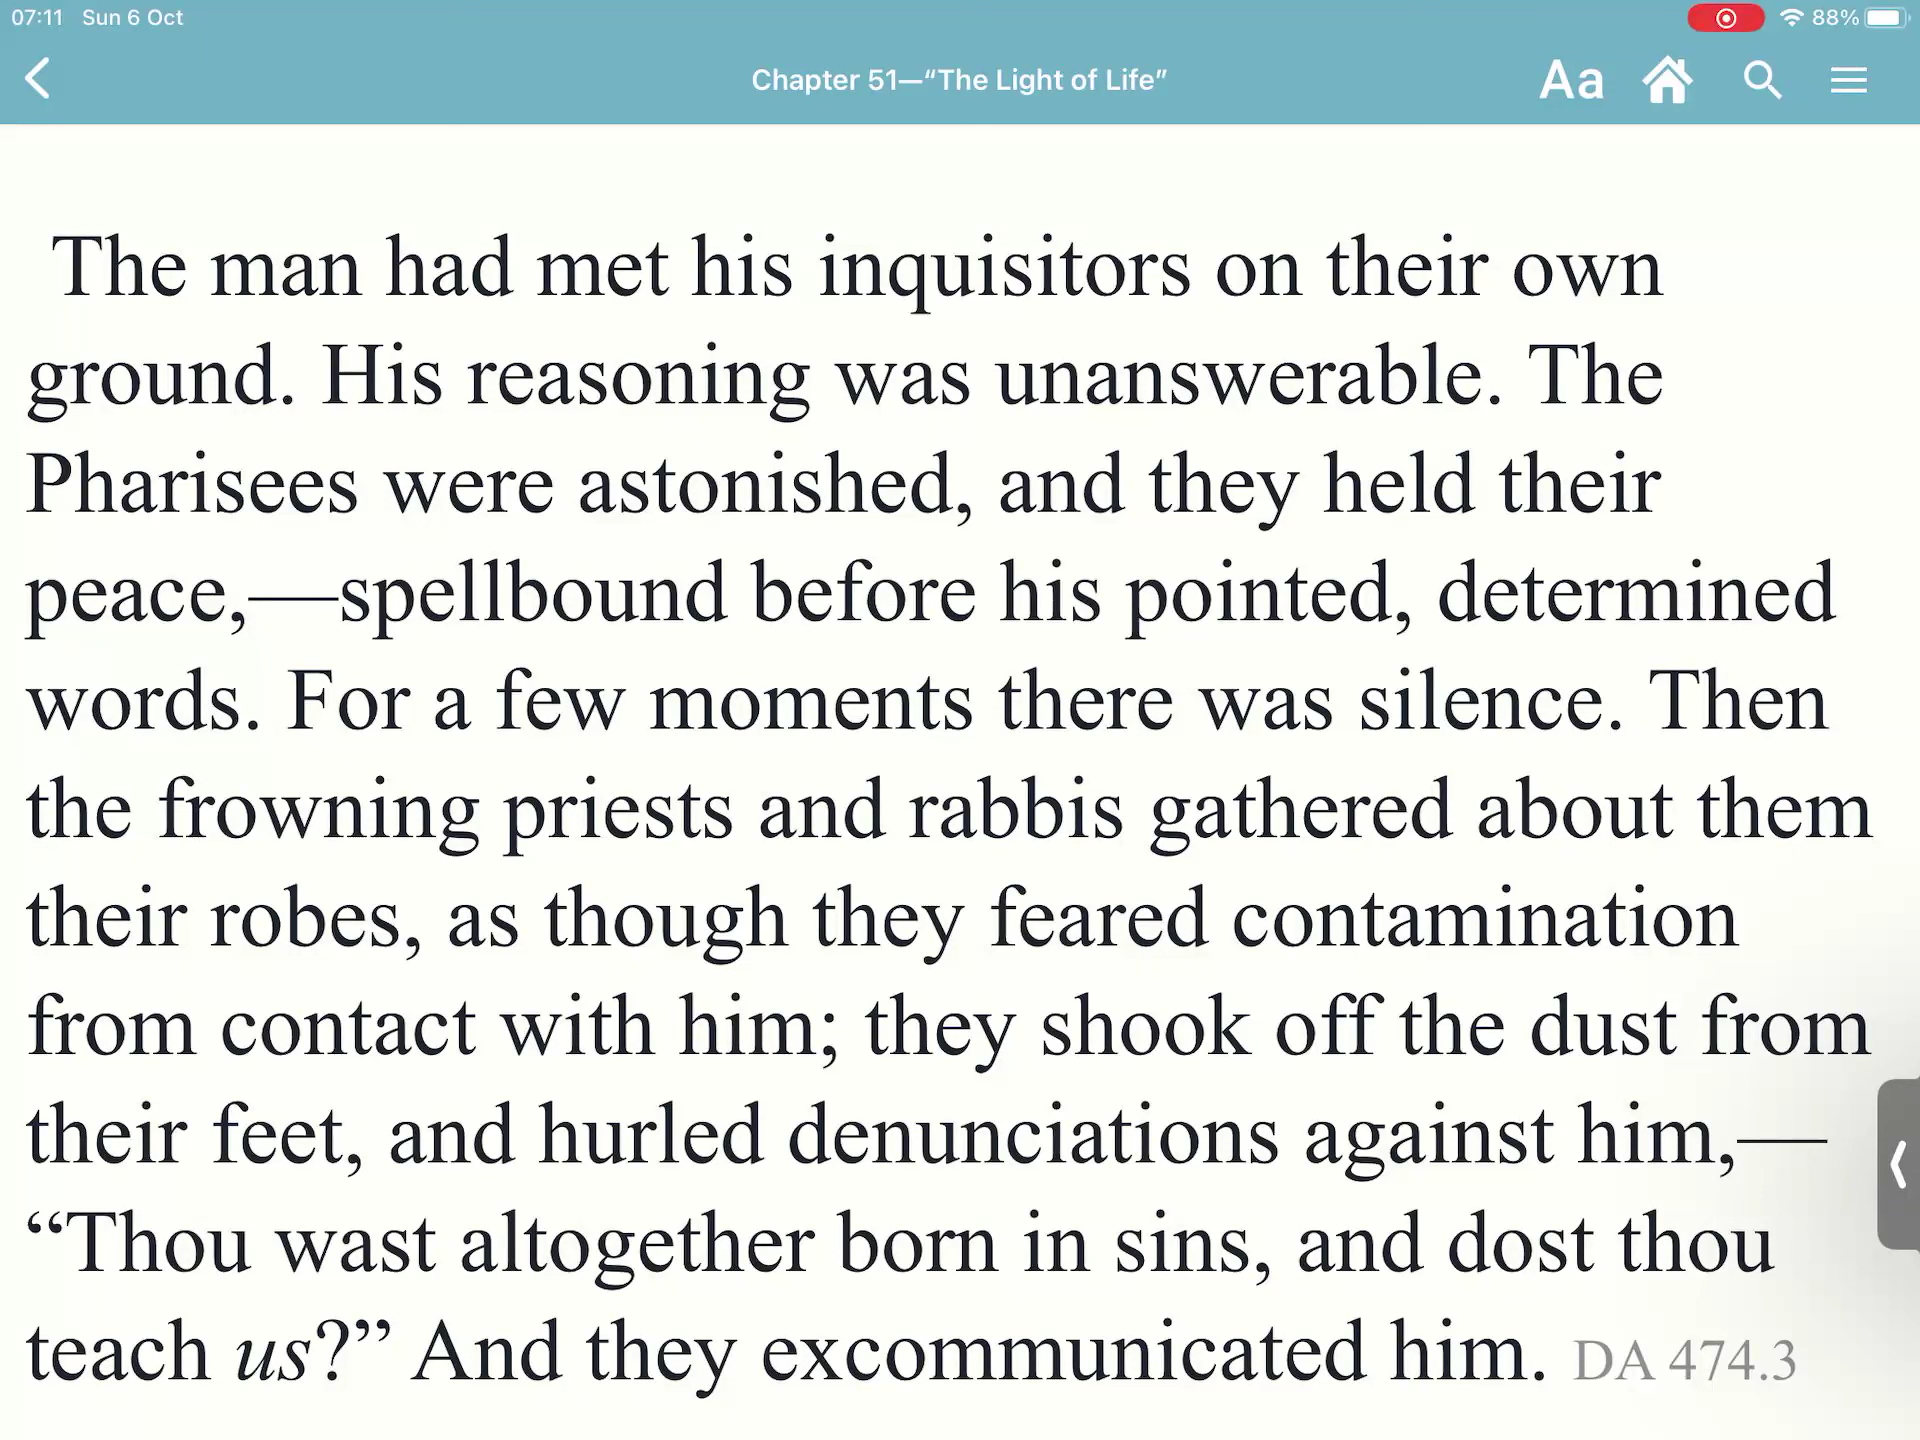 07:11 Sun 6 Oct 88%
Chapter 51—“The Light of Life” Aa
The man had met his inquisitors on their own
ground. His reasoning was unanswerable. The
Pharisees were astonished, and they held their
peace,—spellbound before his pointed, determined
words. For a few moments there was silence. Then
the frowning priests and rabbis gathered about them
their robes, as though they feared contamination
from contact with him; they shook off the dust from
their feet, and hurled denunciations against him,—
“Thou wast altogether born in sins, and dost thou
teach us?” And they excommunicated him. DA 474.3